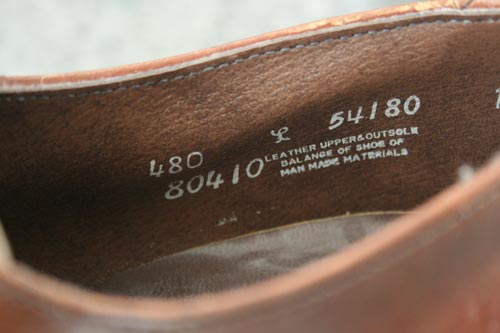 480 L 54180
80410
LEATHER UPPER&OUTSOLE
BALANCE OF SHOE OF
MAN MADE MATERIALS